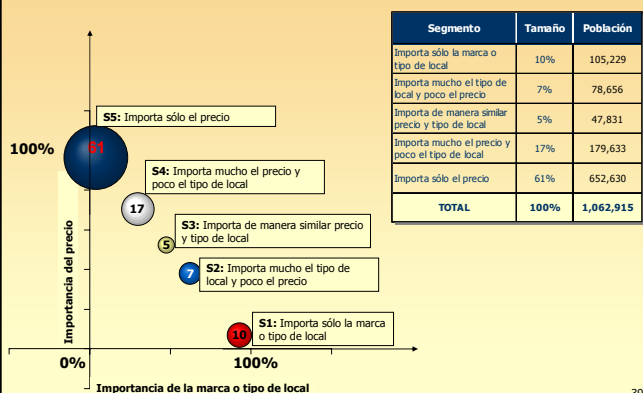 Segmento Tamaño Población
Importa sólo la marca o
tipo de local 10% 105,229
Importa mucho el tipo de
local y poco el precio 7% 78,656
Importa de manera similar
precio y tipo de local 5% 47,831
Importa mucho el precio y
poco el tipo de local 17% 179,633
Importa sólo el precio 61% 652,630
TOTAL 100% 1,062,915
S5: Importa sólo el precio
100%
61
S4: Importa mucho el precio y
poco el tipo de local
17
S3: Importa de manera similar precio
y tipo de local
5
S2: Importa mucho el tipo de
local y poco el precio
7
S1: Importa sólo la marca
o tipo de local
10
Importancia del precio
0%
100%
Importancia de la marca o tipo de local